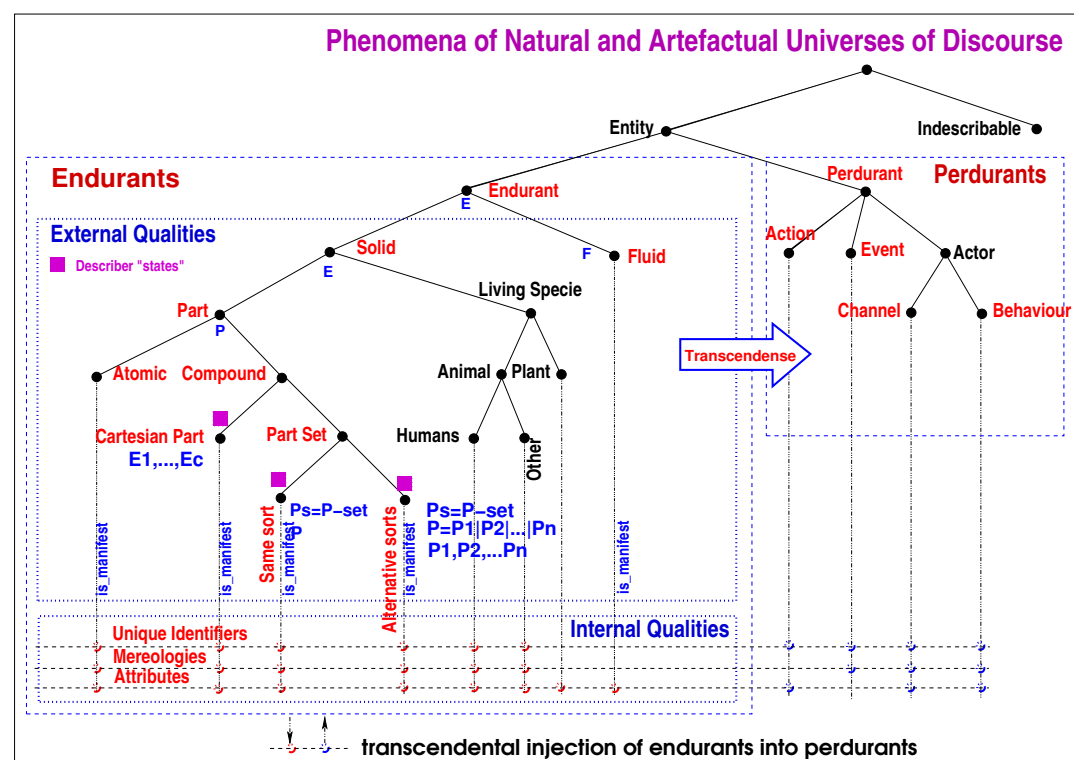 Phenomena of Natural and Artefactual Universes of Discourse
Entity
Indescribable
Endurants
Endurant
E
Perdurant
Perdurants
External Qualities
Describer "states"
Solid
E
F
Fluid
Action
Event
Actor
Living Specie
Part
P
Channel
Behaviour
Transcendense
Atomic
Compound
Animal
Plant
Cartesian Part
E1,...,Ec
Part Set
Humans
Other
Same sort
Ps=P-set
P
Alternative sorts
Ps=P-set
P=P1|P2|...|Pn
P1,P2,...Pn
is_manifest
is_manifest
is_manifest
is_manifest
is_manifest
Internal Qualities
Unique Identifiers
Mereologies
Attributes
transcendental injection of endurants into perdurants